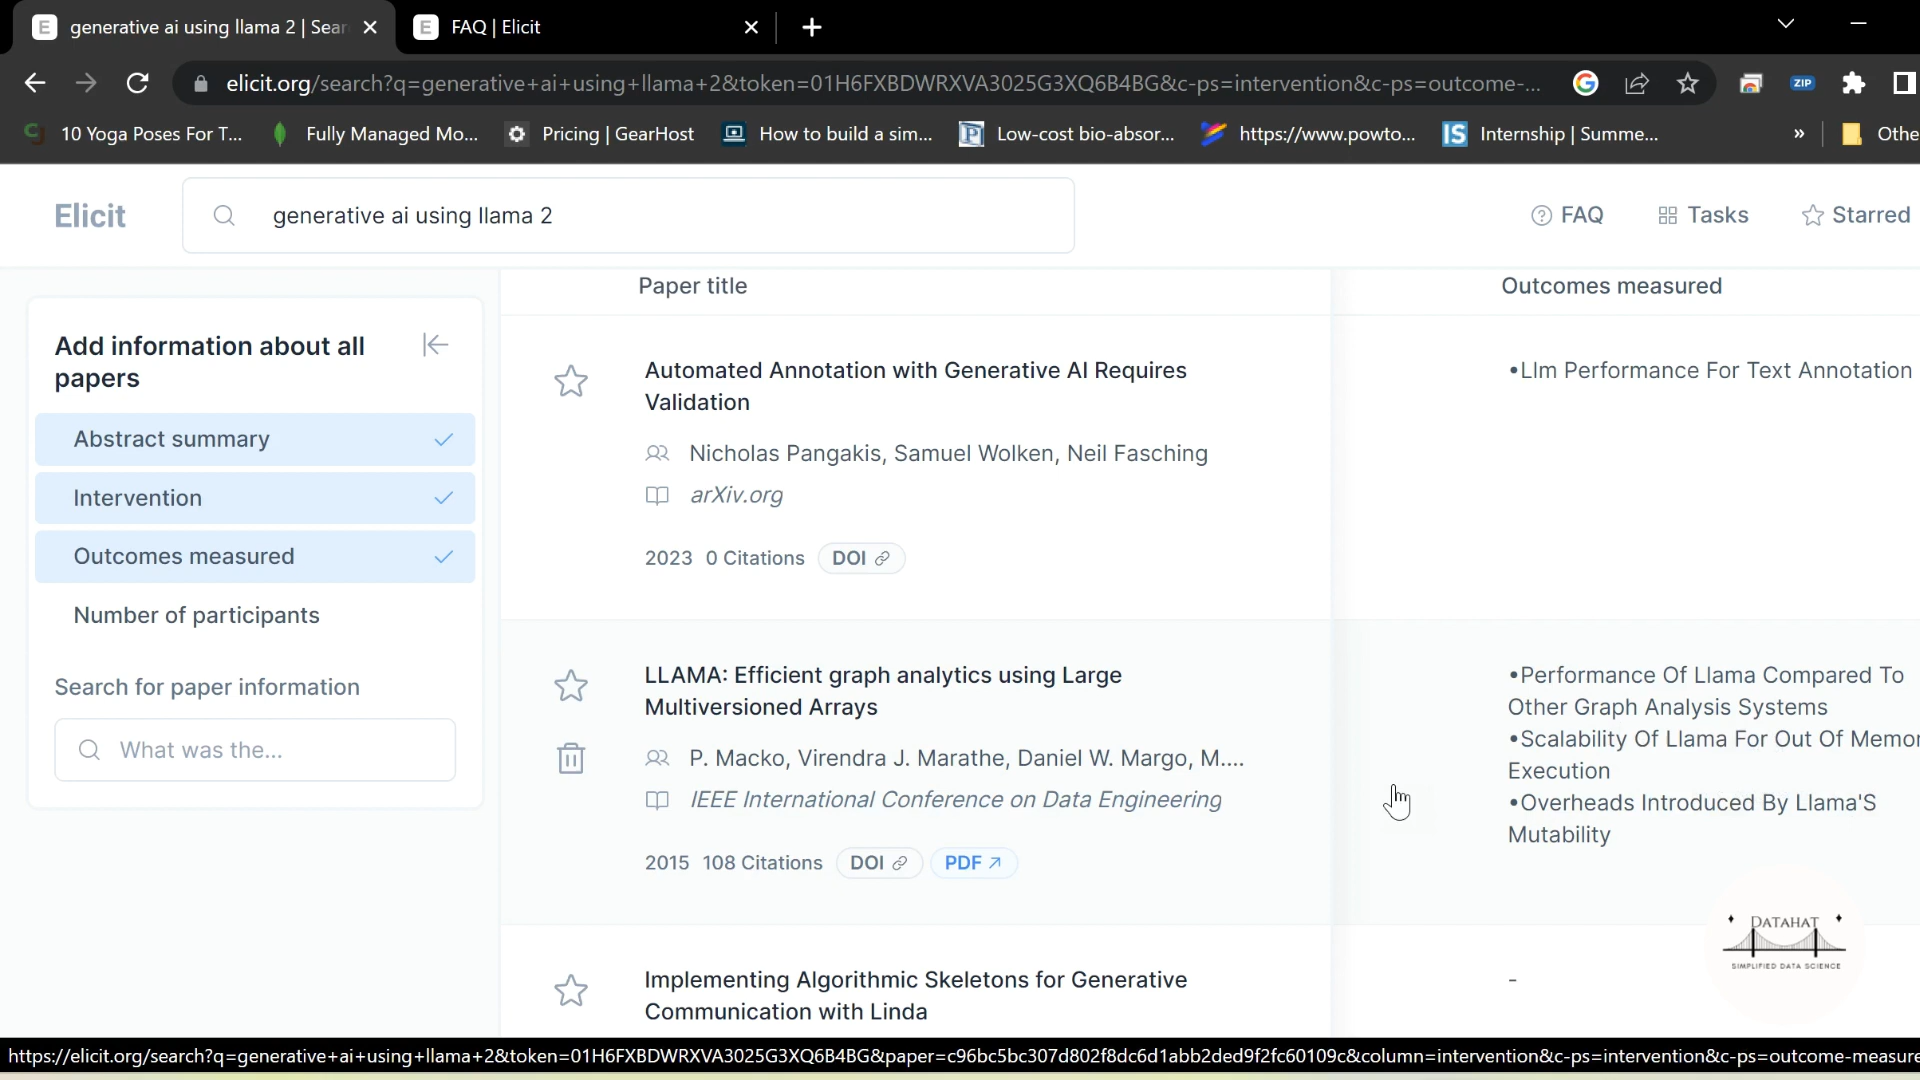 generative ai using llama 2 | Sear
FAQ | Elicit
elicit.org/search?q=generative+ai+using+llama+2&token=01H6FXBDWRXVA3025G3XQ6B4BG&c-ps=intervention&c-ps=outcome-...
ZIP
10 Yoga Poses For T...
Fully Managed Mo...
Pricing | GearHost
How to build a sim...
Low-cost bio-absor...
https://www.powto...
IS
Internship | Summe...
»
Othe
Elicit
generative ai using llama 2
FAQ
Tasks
Starred
Add information about all
papers
Abstract summary
Intervention
Outcomes measured
Number of participants
Search for paper information
What was the...
Paper title
Outcomes measured
Automated Annotation with Generative AI Requires
Validation
Nicholas Pangakis, Samuel Wolken, Neil Fasching
arXiv.org
2023 0 Citations DOI
•Llm Performance For Text Annotation
LLAMA: Efficient graph analytics using Large
Multiversioned Arrays
P. Macko, Virendra J. Marathe, Daniel W. Margo, M....
IEEE International Conference on Data Engineering
2015 108 Citations DOI PDF
•Performance Of Llama Compared To
Other Graph Analysis Systems
•Scalability Of Llama For Out Of Memor
Execution
•Overheads Introduced By Llama'S
Mutability
Implementing Algorithmic Skeletons for Generative
Communication with Linda
-
DATAHAT
SIMPLIFIED DATA SCIENCE
https://elicit.org/search?q=generative+ai+using+llama+2&token=01H6FXBDWRXVA3025G3XQ6B4BG&paper=c96bc5bc307d802f8dc6d1abb2ded9f2fc60109c&column=intervention&c-ps=intervention&c-ps=outcome-measure